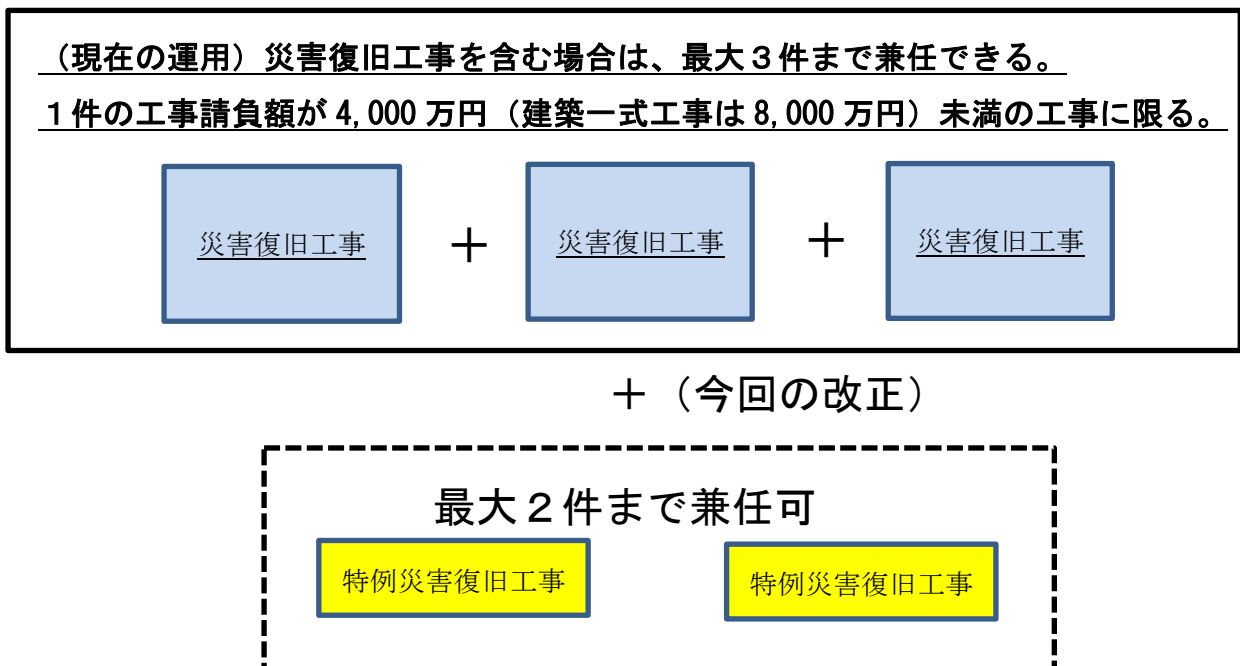 （現在の運用）災害復旧工事を含む場合は、最大３件まで兼任できる。
１件の工事請負額が 4,000 万円（建築一式工事は 8,000 万円）未満の工事に限る。
災害復旧工事 ＋ 災害復旧工事 ＋ 災害復旧工事
＋（今回の改正）
最大２件まで兼任可
特例災害復旧工事 特例災害復旧工事